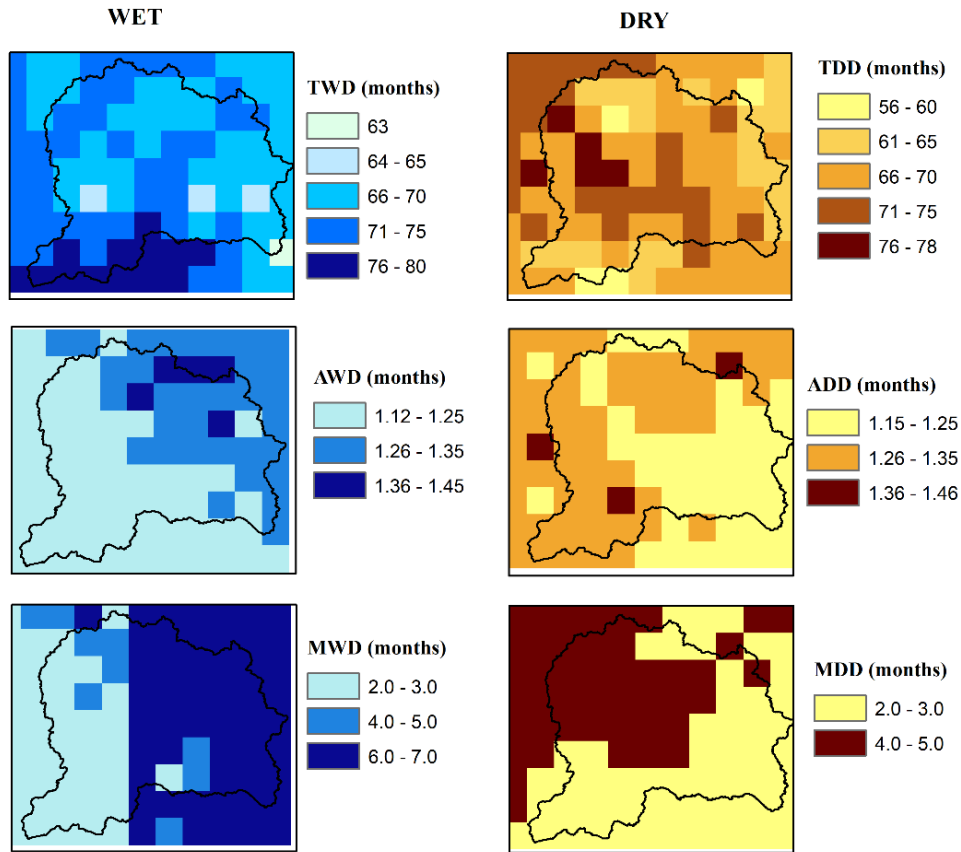 WET
DRY
TWD (months)
63
64 - 65
66 - 70
71 - 75
76 - 80
TDD (months)
56 - 60
61 - 65
66 - 70
71 - 75
76 - 78
AWD (months)
1.12 - 1.25
1.26 - 1.35
1.36 - 1.45
ADD (months)
1.15 - 1.25
1.26 - 1.35
1.36 - 1.46
MWD (months)
2.0 - 3.0
4.0 - 5.0
6.0 - 7.0
MDD (months)
2.0 - 3.0
4.0 - 5.0